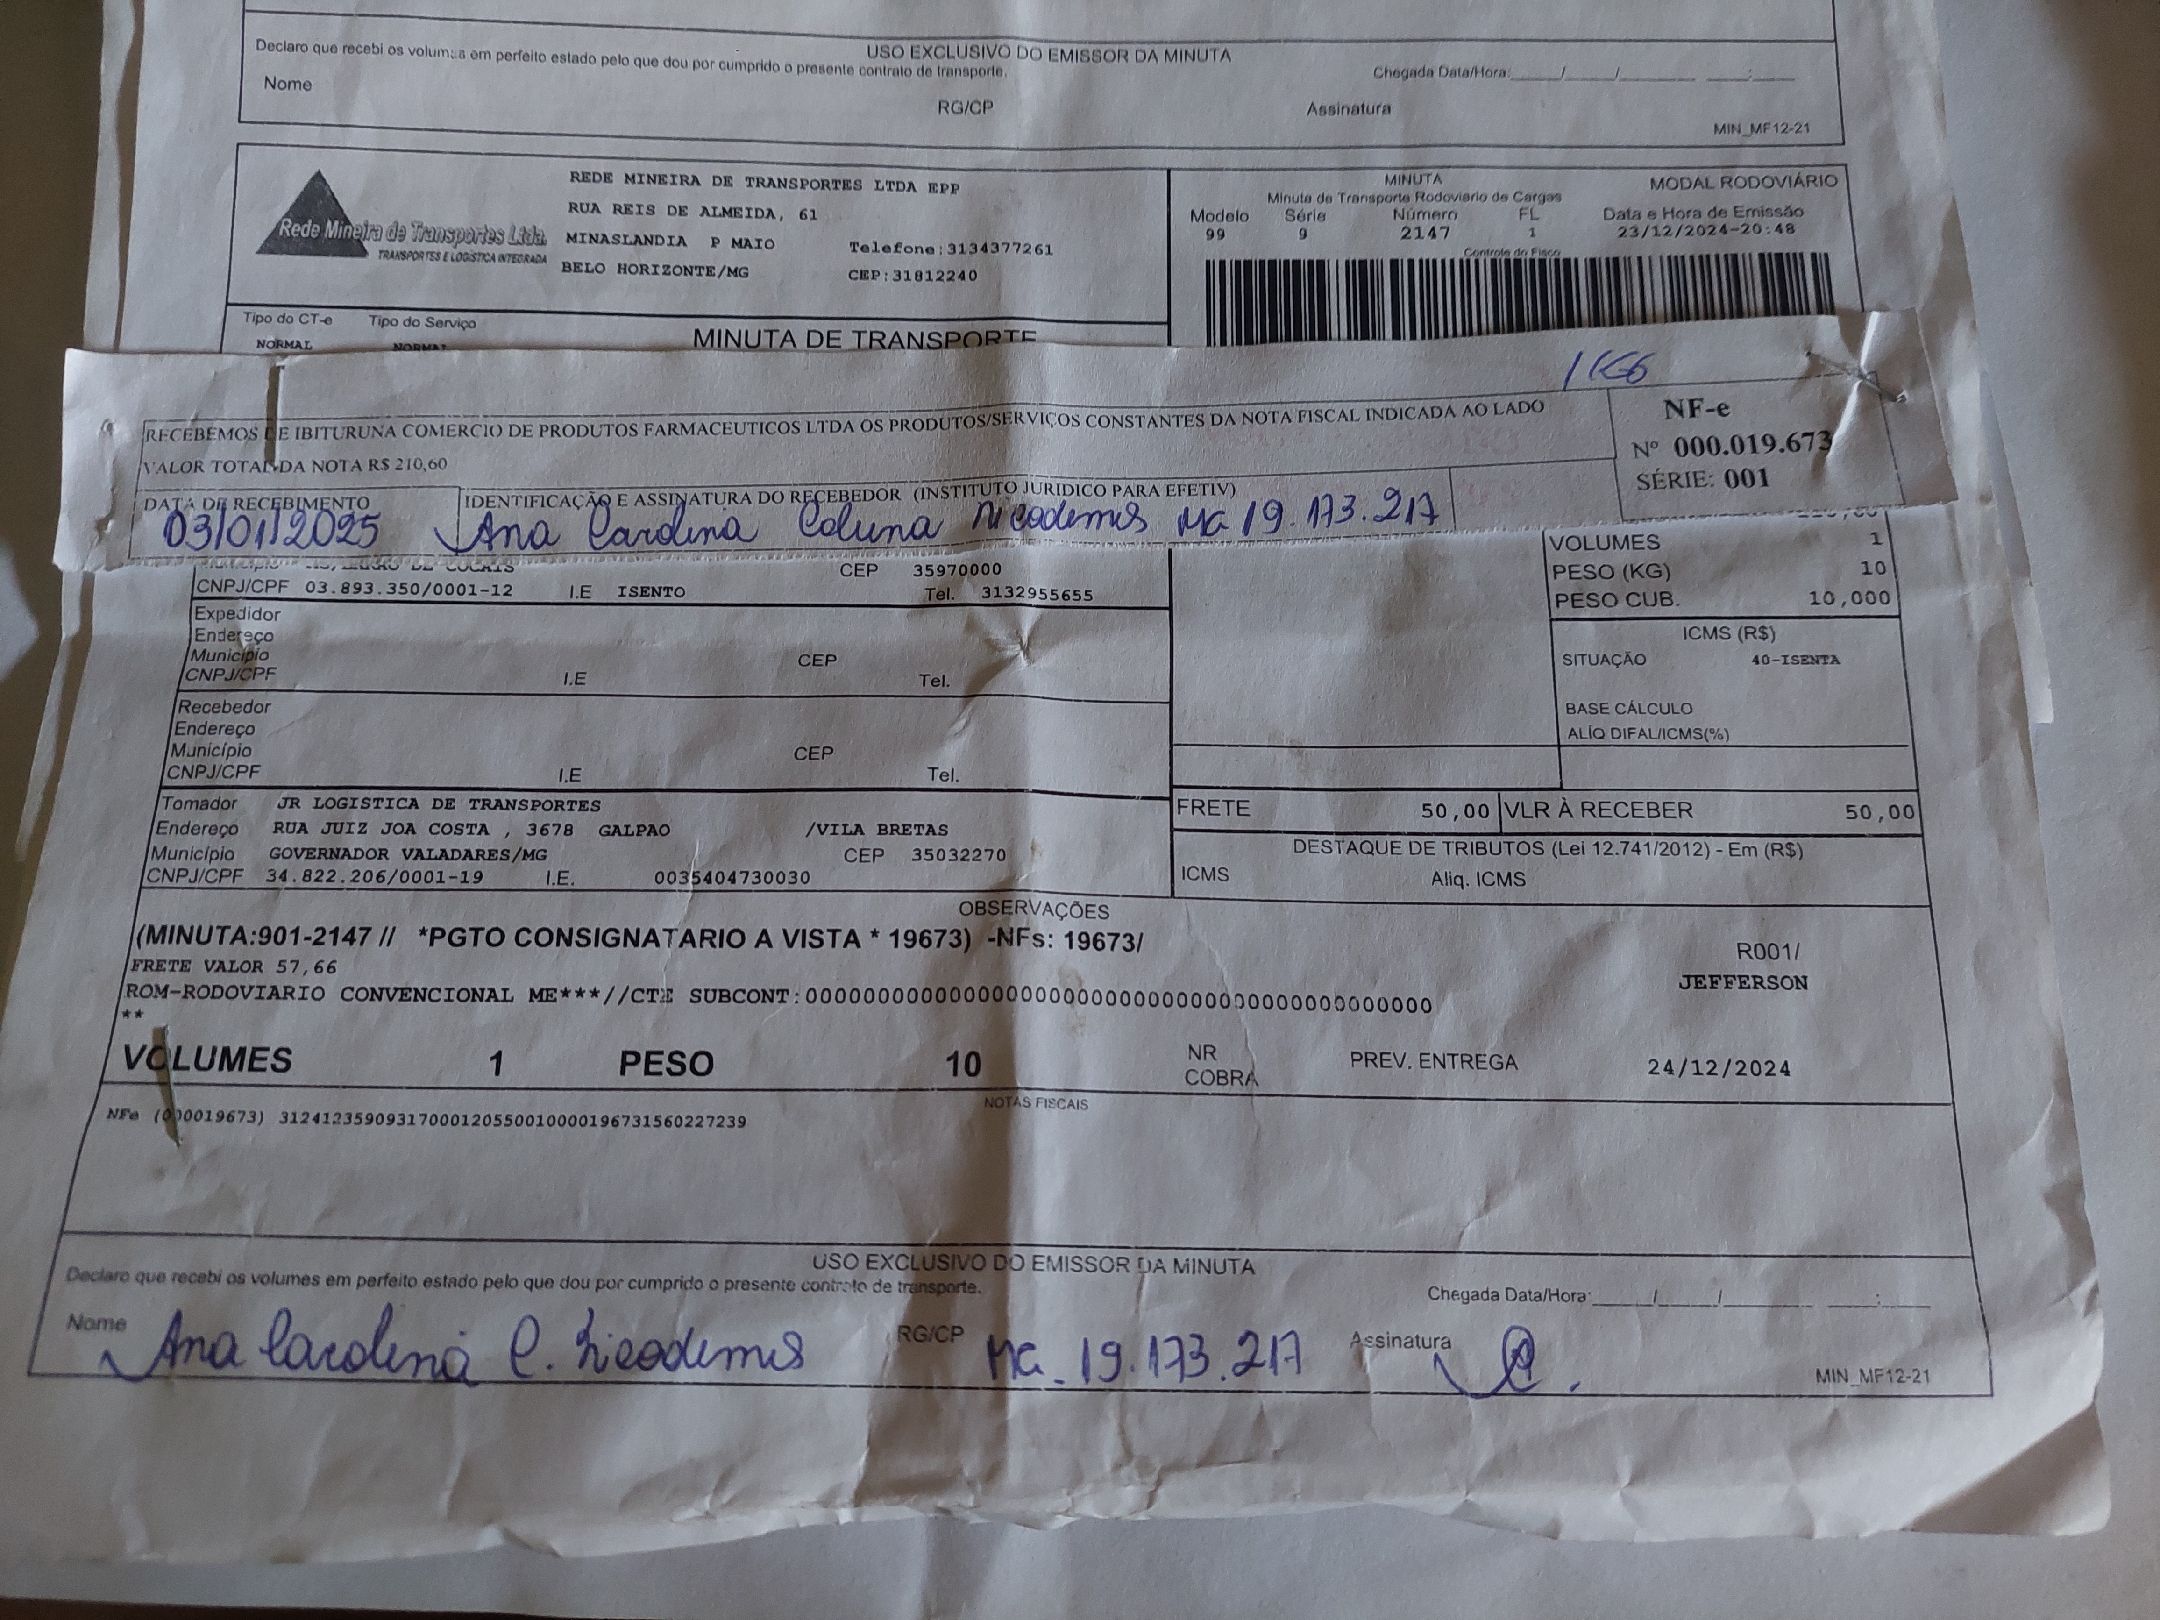 USO EXCLUSIVO DO EMISSOR DA MINUTA
Declaro que recebi os volumes em perfeito estado pelo que dou por cumprido o presente contrato de transporte.
Chegada Data/Hora:____/____/______ ____:____
Nome RG/CP Assinatura
MIN_MF12-21
Rede Mineira de Transportes Ltda.
TRANSPORTES E LOGÍSTICA INTEGRADA
REDE MINEIRA DE TRANSPORTES LTDA EPP
RUA REIS DE ALMEIDA, 61
MINASLANDIA P MAIO Telefone:3134377261
BELO HORIZONTE/MG CEP:31812240
MINUTA MODAL RODOVIÁRIO
Minuta de Transporte Rodoviario de Cargas
Modelo Série Número FL Data e Hora de Emissão
99 9 2147 1 23/12/2024-20:48
Controle do Fisco
Tipo do CT-e Tipo do Serviço
NORMAL NORMAL
MINUTA DE TRANSPORTE
RECEBEMOS DE IBITURUNA COMERCIO DE PRODUTOS FARMACEUTICOS LTDA OS PRODUTOS/SERVIÇOS CONSTANTES DA NOTA FISCAL INDICADA AO LADO
VALOR TOTAL DA NOTA R$ 210,60
NF-e
Nº 000.019.673
SÉRIE: 001
DATA DE RECEBIMENTO IDENTIFICAÇÃO E ASSINATURA DO RECEBEDOR (INSTITUTO JURIDICO PARA EFETIV)
03/01/2025 Ana Carolina Coluna Nicodemus MG 19.173.217
CEP 35970000
CNPJ/CPF 03.893.350/0001-12 I.E ISENTO Tel. 3132955655
VOLUMES 1
PESO (KG) 10
PESO CUB. 10,000
Expedidor
Endereço
Município CEP
CNPJ/CPF I.E Tel.
ICMS (R$)
SITUAÇÃO 40-ISENTA
BASE CÁLCULO
ALÍQ DIFAL/ICMS(%)
Recebedor
Endereço
Município CEP
CNPJ/CPF I.E Tel.
Tomador JR LOGISTICA DE TRANSPORTES
Endereço RUA JUIZ JOA COSTA , 3678 GALPAO /VILA BRETAS
Município GOVERNADOR VALADARES/MG CEP 35032270
CNPJ/CPF 34.822.206/0001-19 I.E. 0035404730030
FRETE 50,00 VLR À RECEBER 50,00
DESTAQUE DE TRIBUTOS (Lei 12.741/2012) - Em (R$)
ICMS Aliq. ICMS
OBSERVAÇÕES
(MINUTA:901-2147 // *PGTO CONSIGNATARIO A VISTA * 19673) -NFs: 19673/
FRETE VALOR 57,66
R001/
JEFFERSON
ROM-RODOVIARIO CONVENCIONAL ME***//CTE SUBCONT:
**
VOLUMES 1 PESO 10
NR
COBRA
PREV. ENTREGA 24/12/2024
NOTAS FISCAIS
NFe (000019673) 31241235909317000120550010000196731560227239
USO EXCLUSIVO DO EMISSOR DA MINUTA
Declaro que recebi os volumes em perfeito estado pelo que dou por cumprido o presente contrato de transporte.
Chegada Data/Hora:____/____/______ ____:____
Nome Ana Carolina C. Nicodemus RG/CP MG. 19.173.217 Assinatura
MIN_MF12-21